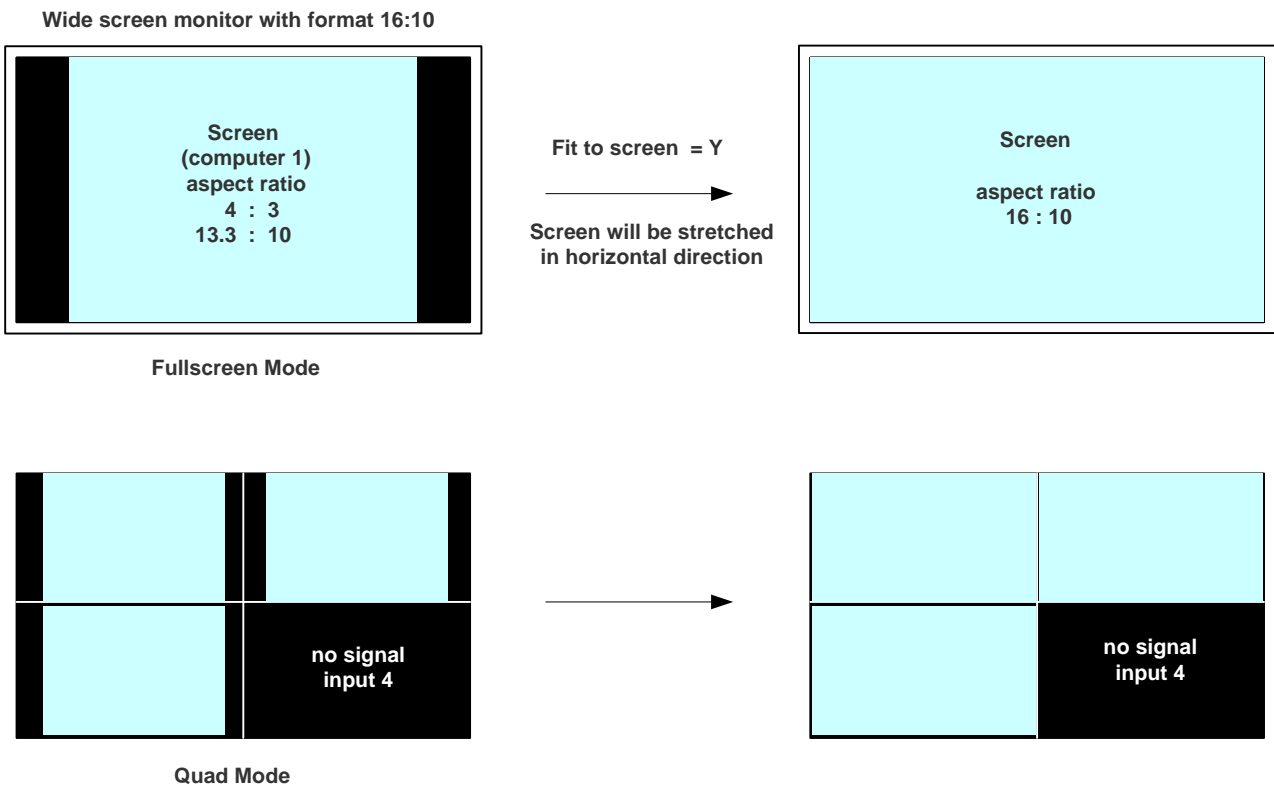 Wide screen monitor with format 16:10
Screen
(computer 1)
aspect ratio
4 : 3
13.3 : 10
Fit to screen = Y
Screen will be stretched
in horizontal direction
Screen
aspect ratio
16 : 10
Fullscreen Mode
no signal
input 4
no signal
input 4
Quad Mode